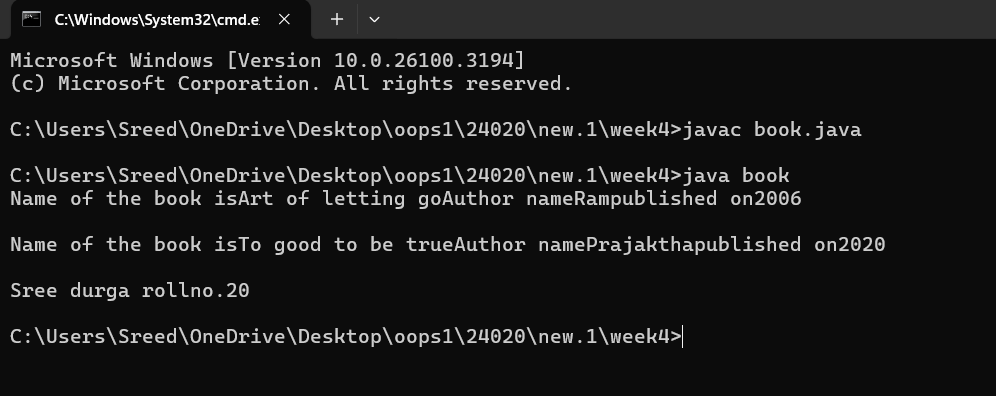 C:\Windows\System32\cmd.e
Microsoft Windows [Version 10.0.26100.3194]
(c) Microsoft Corporation. All rights reserved.
C:\Users\Sreed\OneDrive\Desktop\oops1\24020\new.1\week4>javac book.java
C:\Users\Sreed\OneDrive\Desktop\oops1\24020\new.1\week4>java book
Name of the book isArt of letting goAuthor nameRampublished on2006
Name of the book isTo good to be trueAuthor namePrajakthapublished on2020
Sree durga rollno.20
C:\Users\Sreed\OneDrive\Desktop\oops1\24020\new.1\week4>